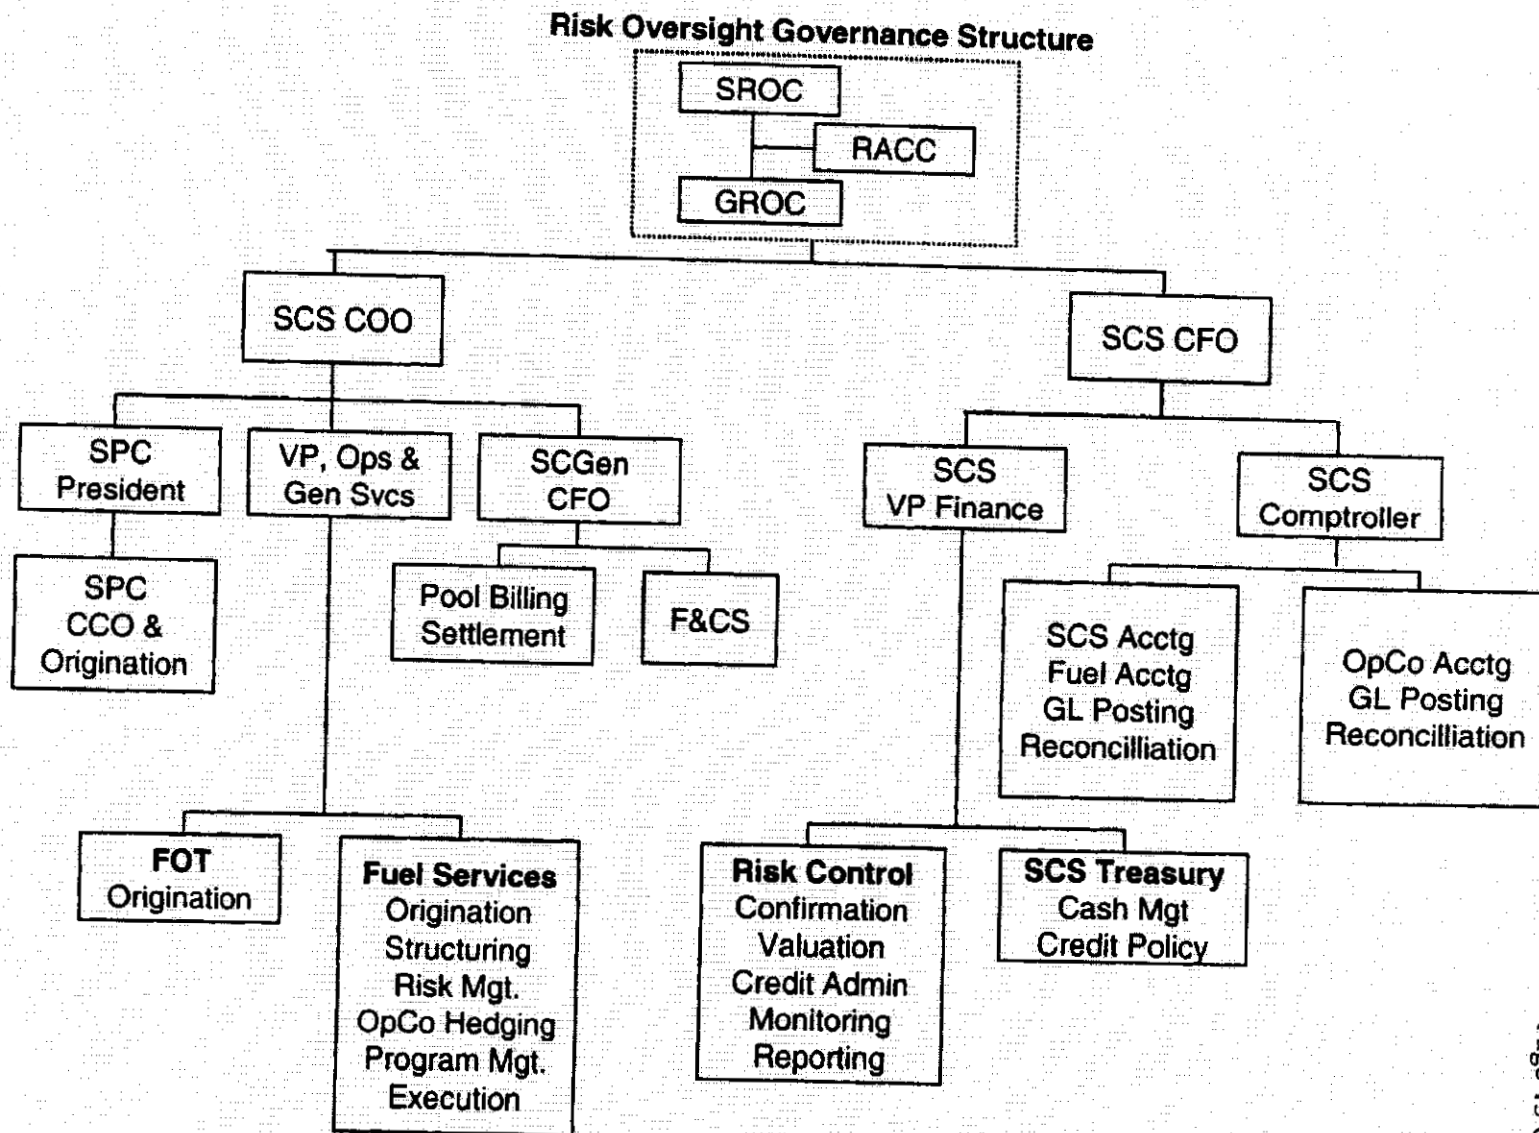 Risk Oversight Governance Structure
SROC
RACC
GROC
SCS COO
SCS CFO
SPC
President
VP, Ops &
Gen Svcs
SCGen
CFO
SCS
VP Finance
SCS
Comptroller
SPC
CCO &
Origination
Pool Billing
Settlement
F&CS
SCS Acctg
Fuel Acctg
GL Posting
Reconcilliation
OpCo Acctg
GL Posting
Reconcilliation
FOT
Origination
Fuel Services
Origination
Structuring
Risk Mgt.
OpCo Hedging
Program Mgt.
Execution
Risk Control
Confirmation
Valuation
Credit Admin
Monitoring
Reporting
SCS Treasury
Cash Mgt
Credit Policy